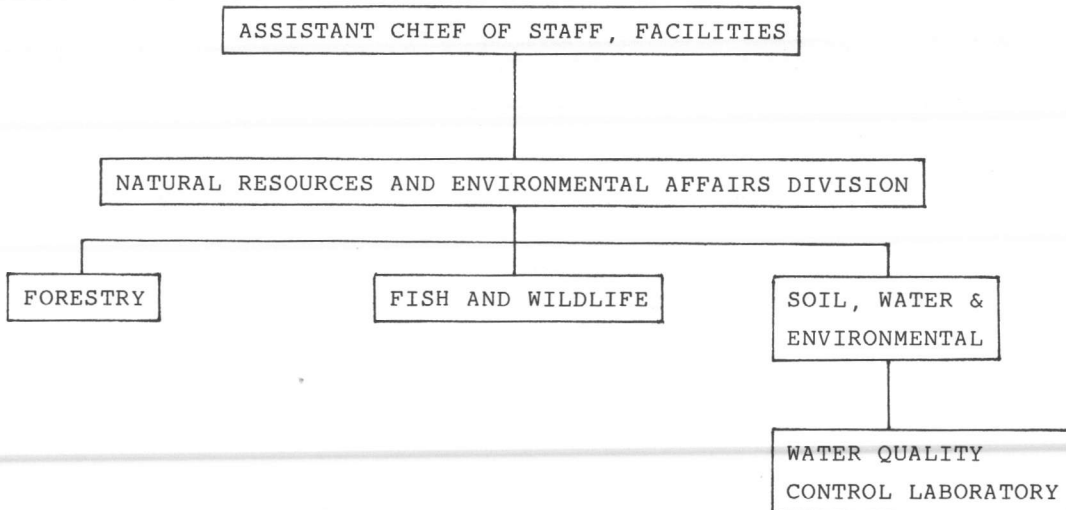 ASSISTANT CHIEF OF STAFF, FACILITIES
NATURAL RESOURCES AND ENVIRONMENTAL AFFAIRS DIVISION
FORESTRY
FISH AND WILDLIFE
SOIL, WATER &
ENVIRONMENTAL
WATER QUALITY
CONTROL LABORATORY